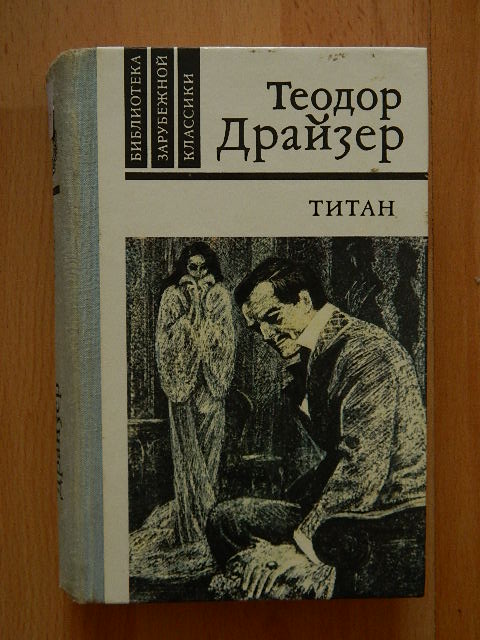 БИБЛИОТЕКА
ЗАРУБЕЖНОЙ
КЛАССИКИ
Теодор
Драйзер
ТИТАН
Драйзер